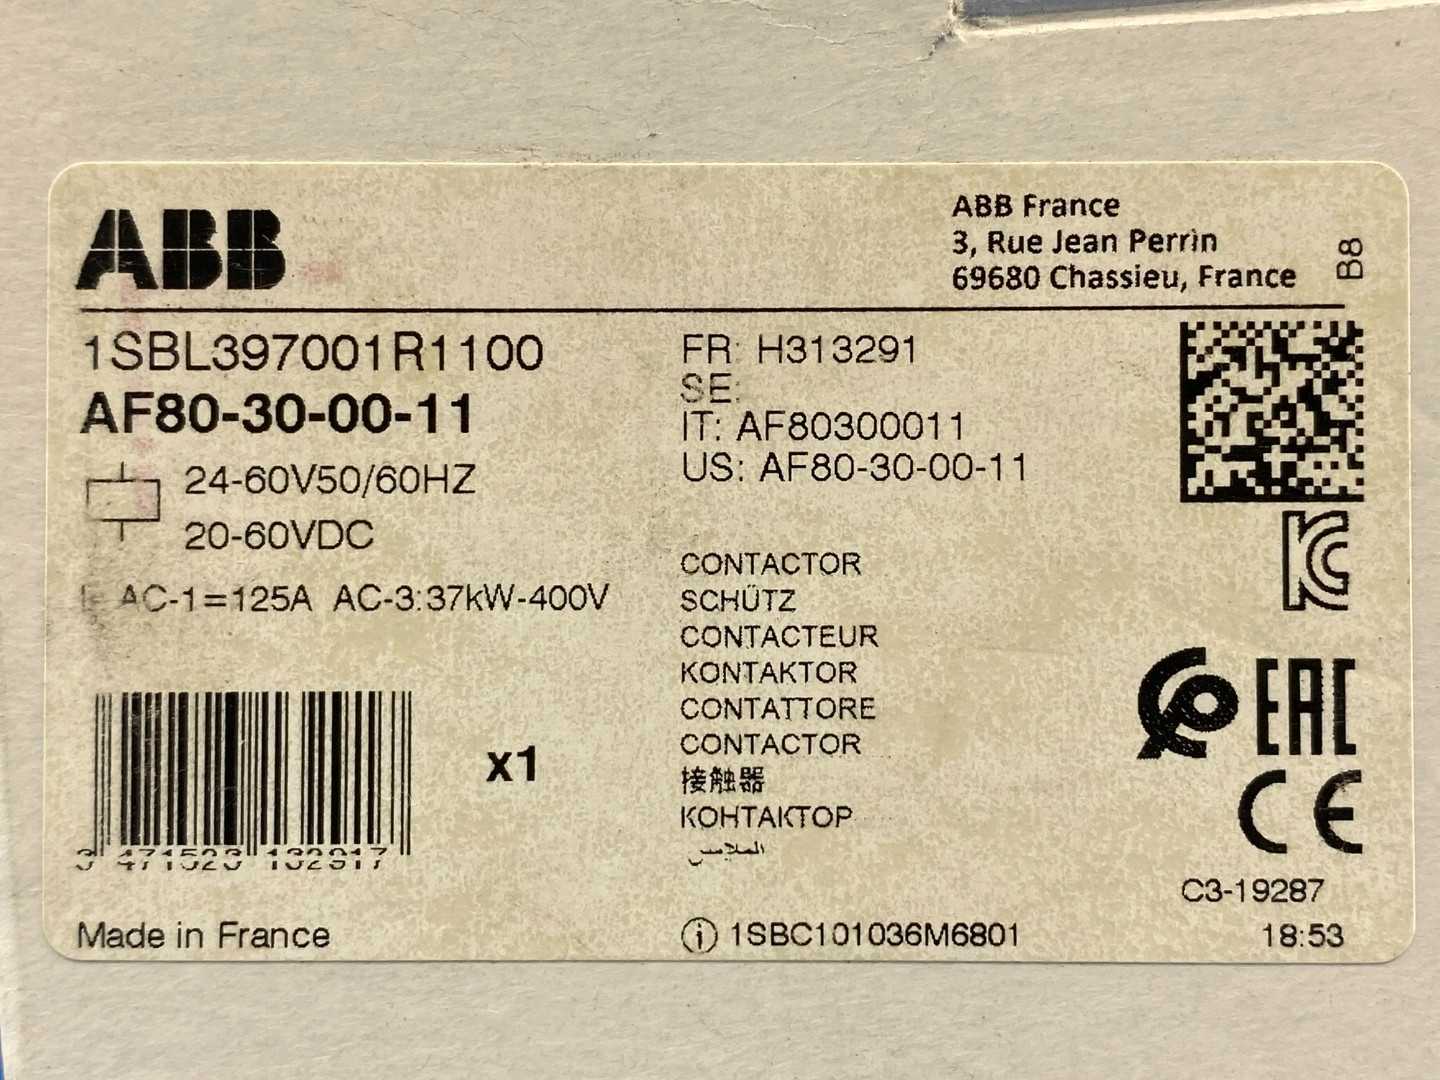 ABB
ABB France
3, Rue Jean Perrin
69680 Chassieu, France
B8
1SBL397001R1100
AF80-30-00-11
24-60V50/60HZ
20-60VDC
AC-1=125A AC-3:37kW-400V
FR: H313291
SE:
IT: AF80300011
US: AF80-30-00-11
CONTACTOR
SCHÜTZ
CONTACTEUR
KONTAKTOR
CONTATTORE
CONTACTOR
接触器
КОНТАКТОР
x1
EAC
CE
C3-19287
18:53
Made in France
1SBC101036M6801